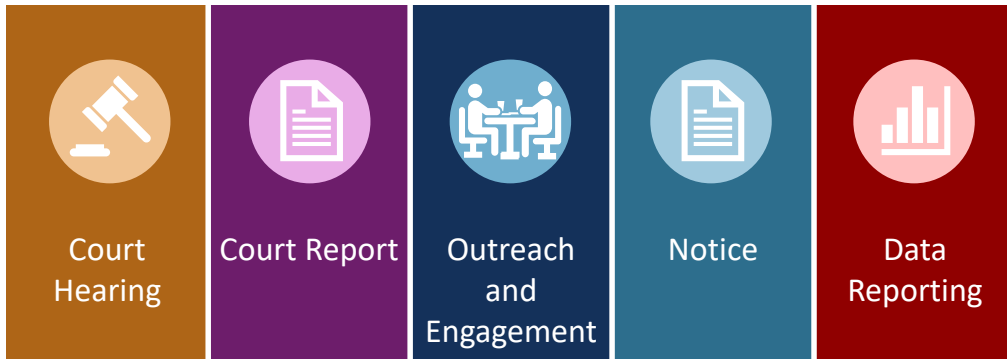 Court
Hearing
Court Report
Outreach
and
Engagement
Notice
Data
Reporting